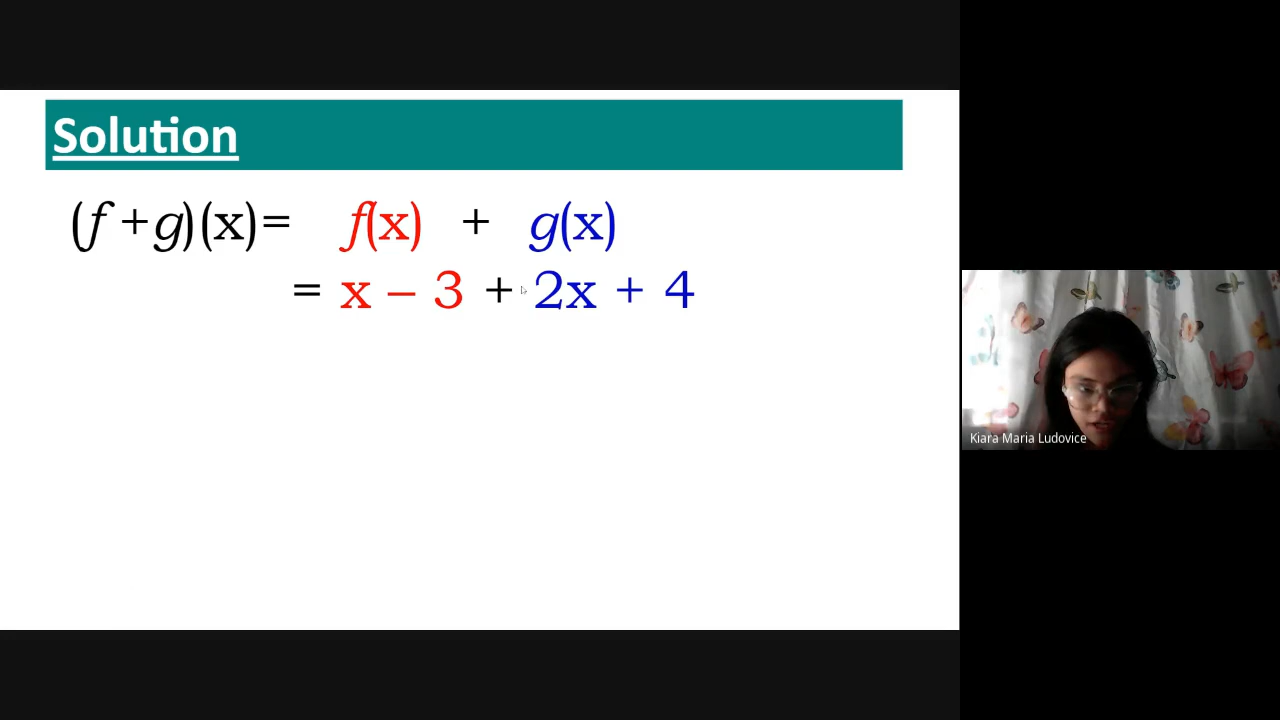 Solution
(f +g)(x)= f(x) + g(x)
= x – 3 + 2x + 4
Kiara Maria Ludovice